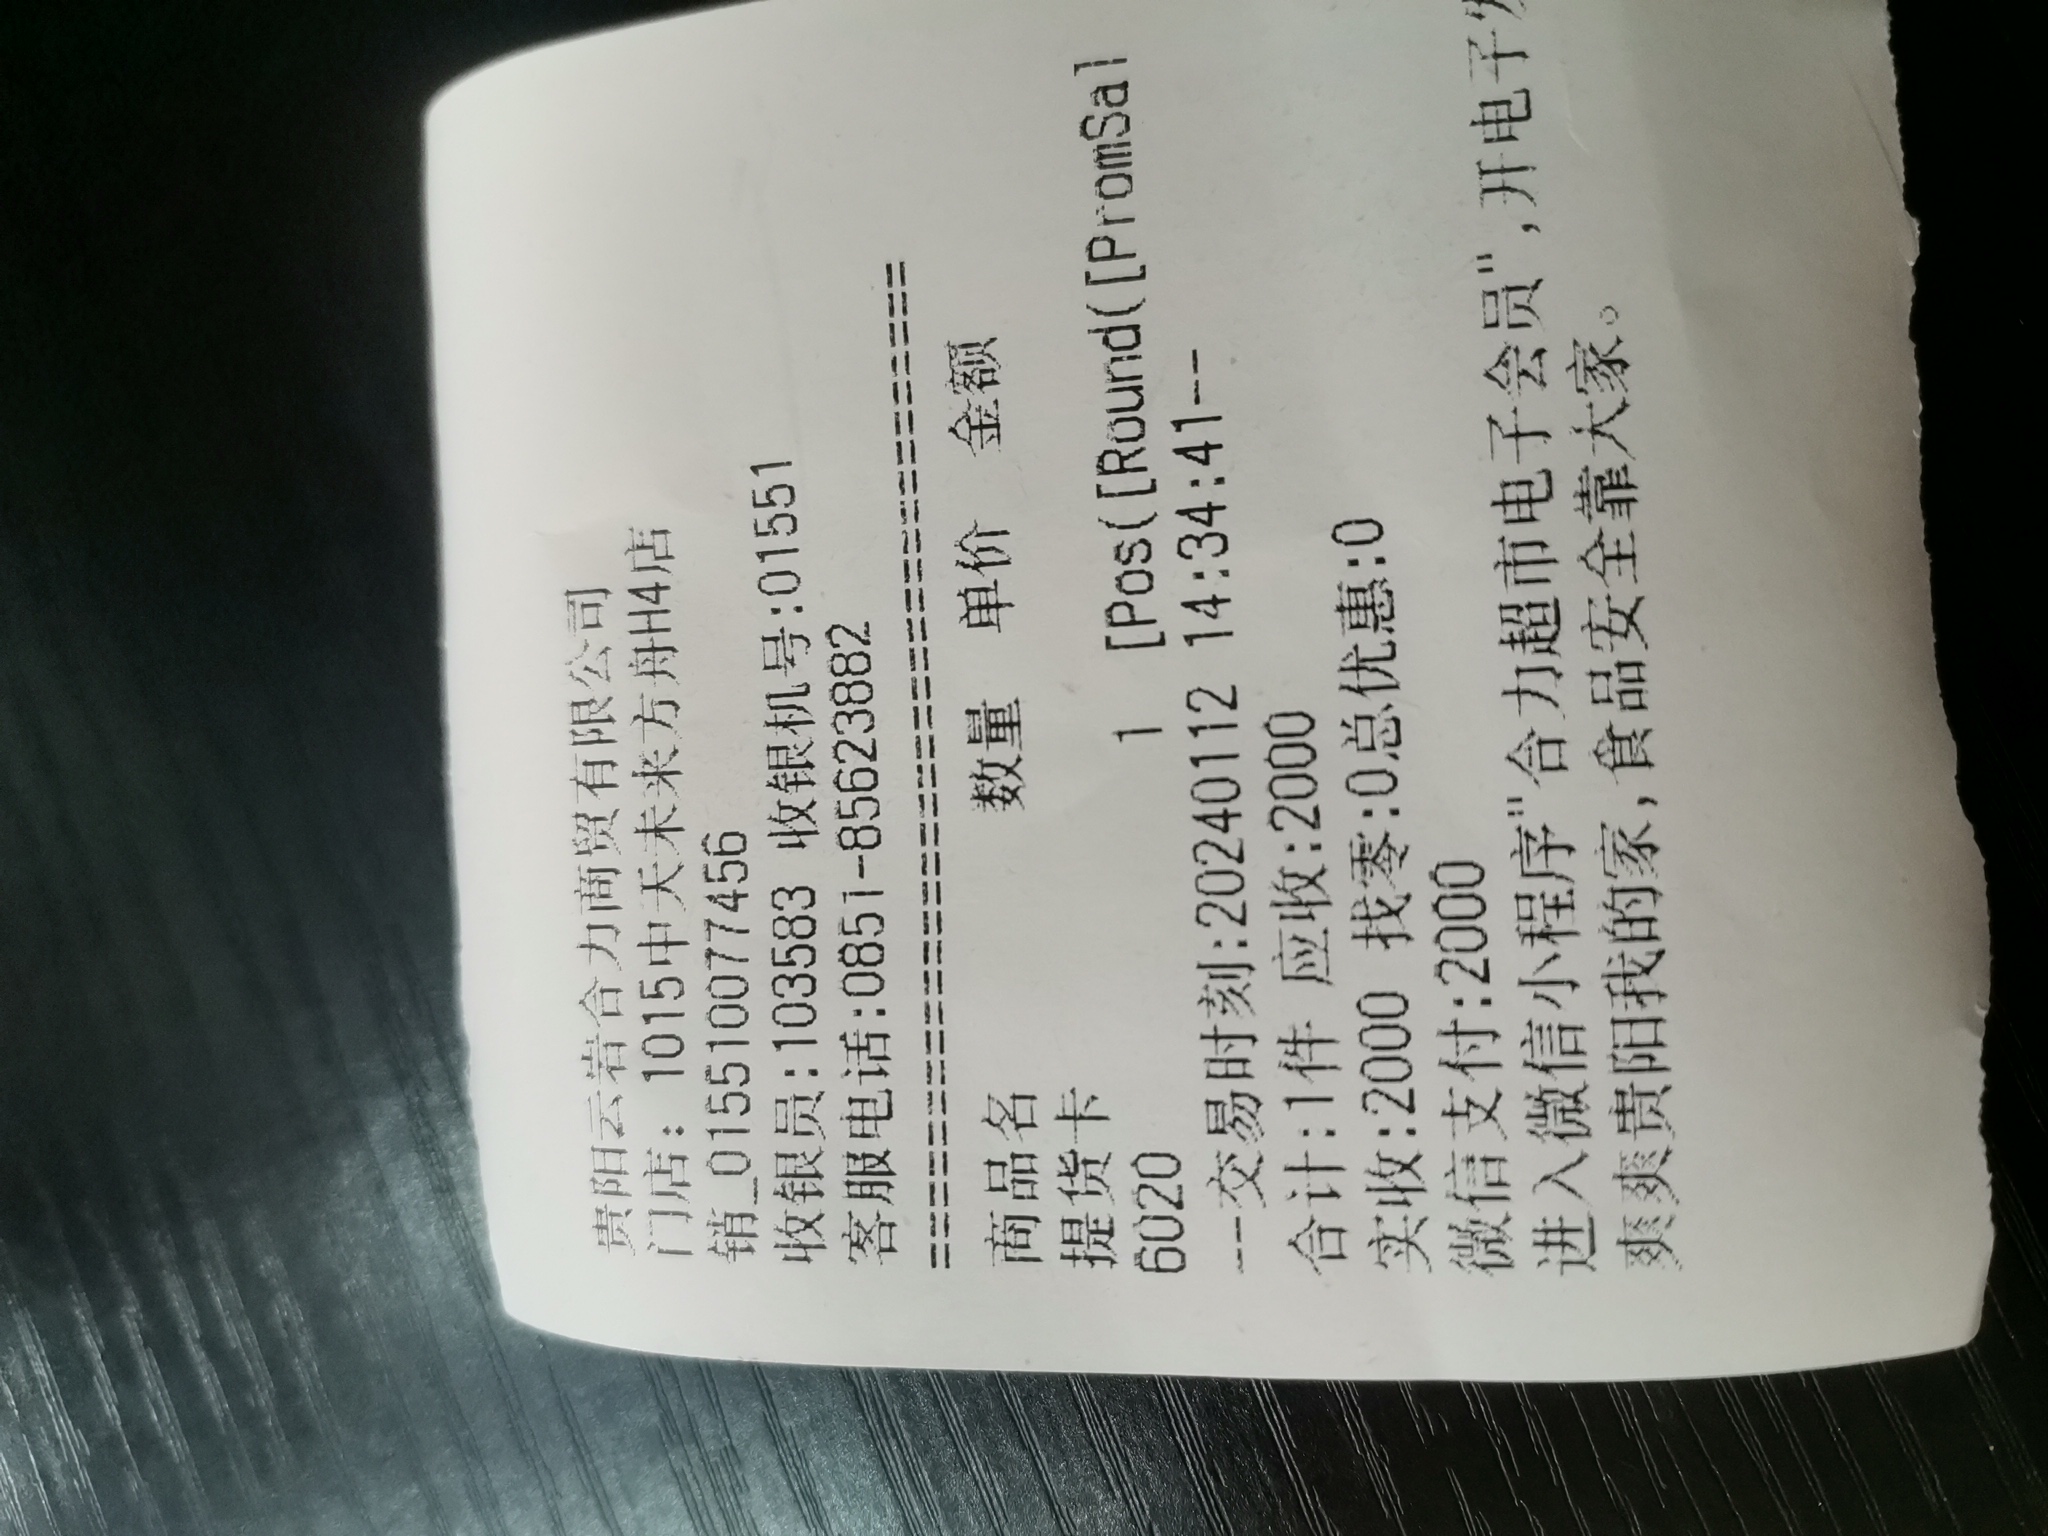 贵阳云岩合力商贸有限公司
门店: 1015中天未来方舟H4店
销_015510077456
收银员:103583 收银机号:01551
客服电话:0851-85623882
==========================================
商品名 数量 单价 金额
提货卡
6020 1 [Pos([Round([PromSal
---交易时刻:20240112 14:34:41--
合计:1件 应收:2000
实收:2000 找零:0总优惠:0
微信支付:2000
进入微信小程序"合力超市电子会员",开电子
爽爽贵阳我的家,食品安全靠大家。